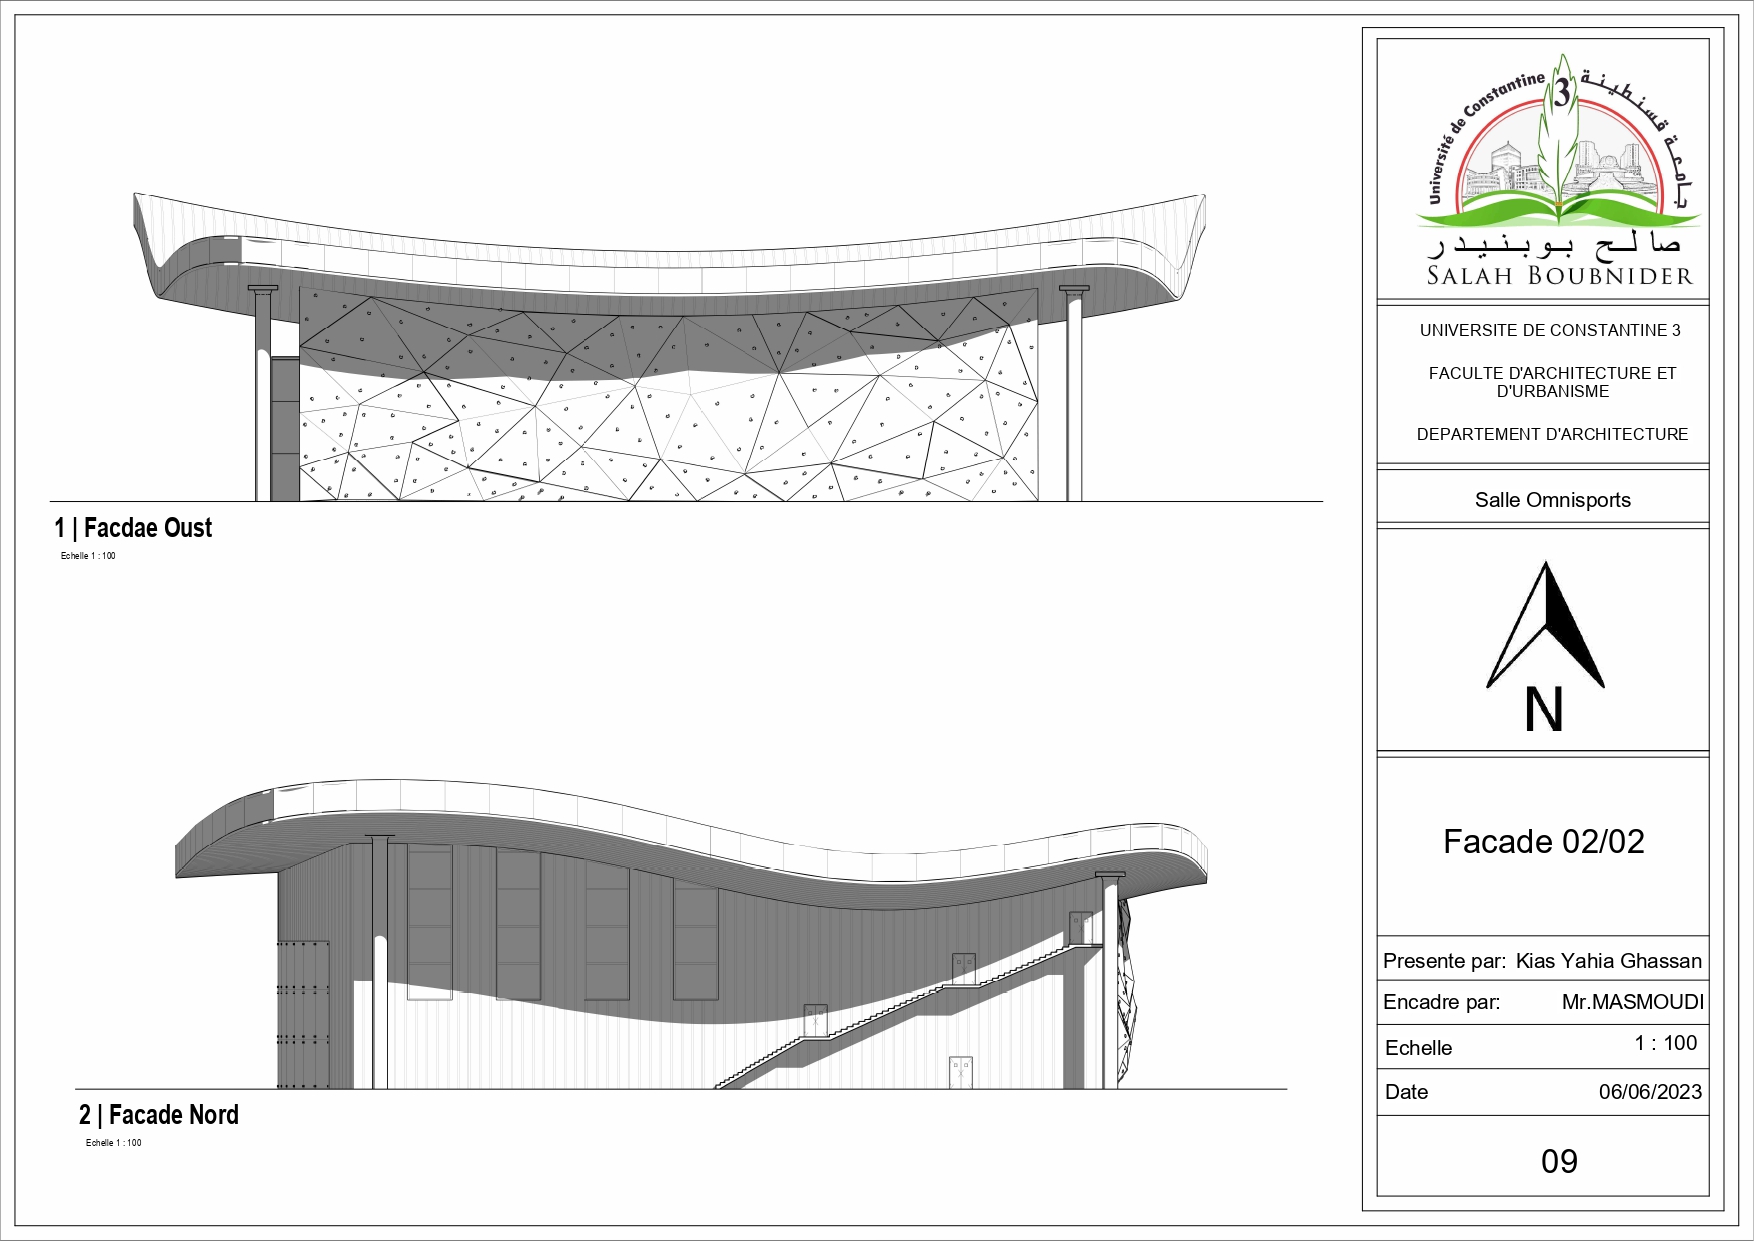 1 | Facdae Oust
Echelle 1 : 100
2 | Facade Nord
Echelle 1 : 100
Université de Constantine 3 جامعة قسنطينة
صالح بوبنيدر
SALAH BOUBNIDER
UNIVERSITE DE CONSTANTINE 3
FACULTE D'ARCHITECTURE ET
D'URBANISME
DEPARTEMENT D'ARCHITECTURE
Salle Omnisports
N
Facade 02/02
Presente par: Kias Yahia Ghassan
Encadre par: Mr.MASMOUDI
Echelle 1 : 100
Date 06/06/2023
09